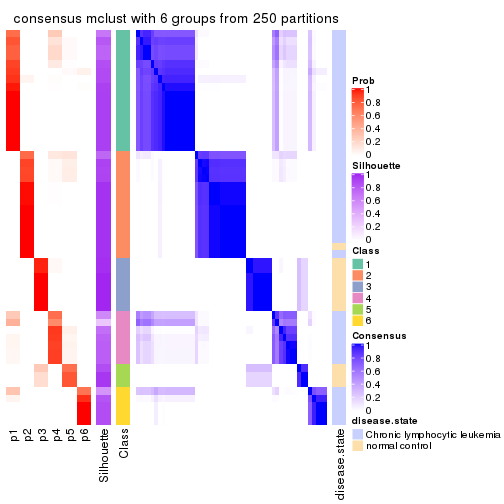 consensus mclust with 6 groups from 250 partitions
Prob
1
0.8
0.6
0.4
0.2
0
Silhouette
1
0.8
0.6
0.4
0.2
0
Class
1
2
3
4
5
6
Consensus
1
0.8
0.6
0.4
0.2
0
disease.state
Chronic lymphocytic leukemia
normal control
p1
p2
p3
p4
p5
p6
Silhouette
Class
disease.state